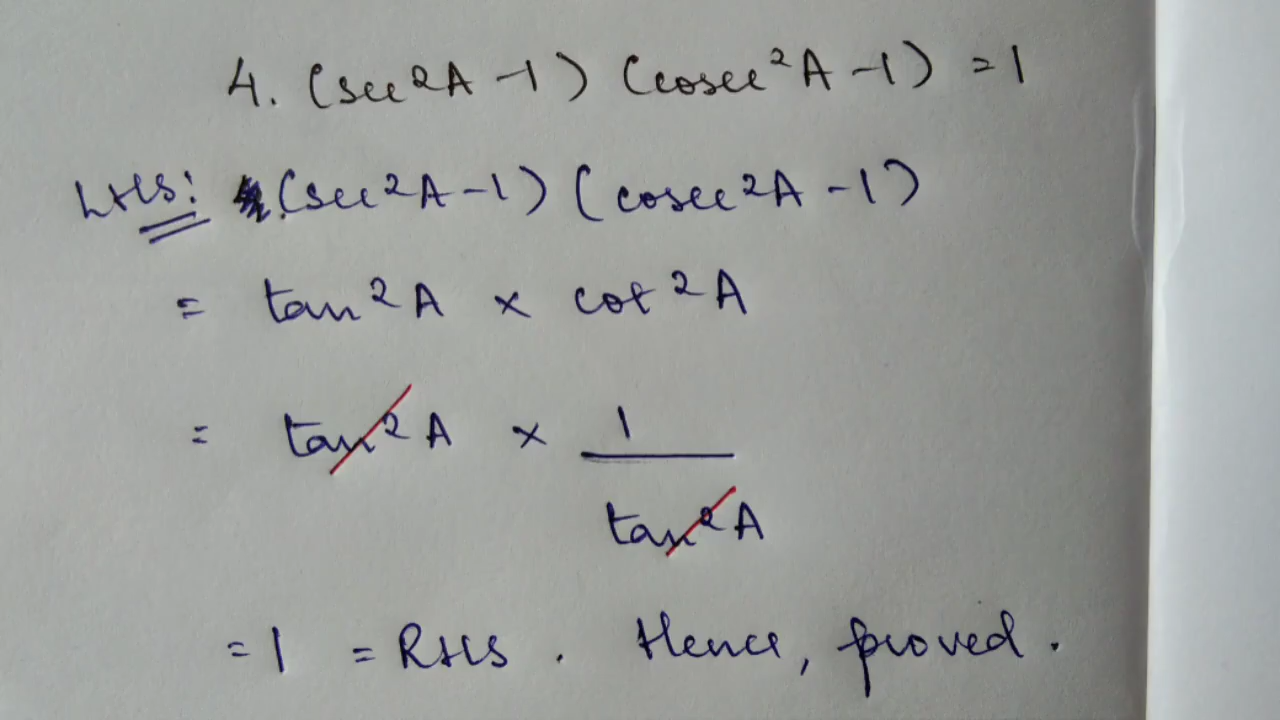 4. (sec²A - 1) (cosec²A - 1) = 1
LHS: (sec²A - 1) (cosec²A - 1)
= tan²A × cot²A
= tan²A × 1
tan²A
= 1 = RHS. Hence, proved.